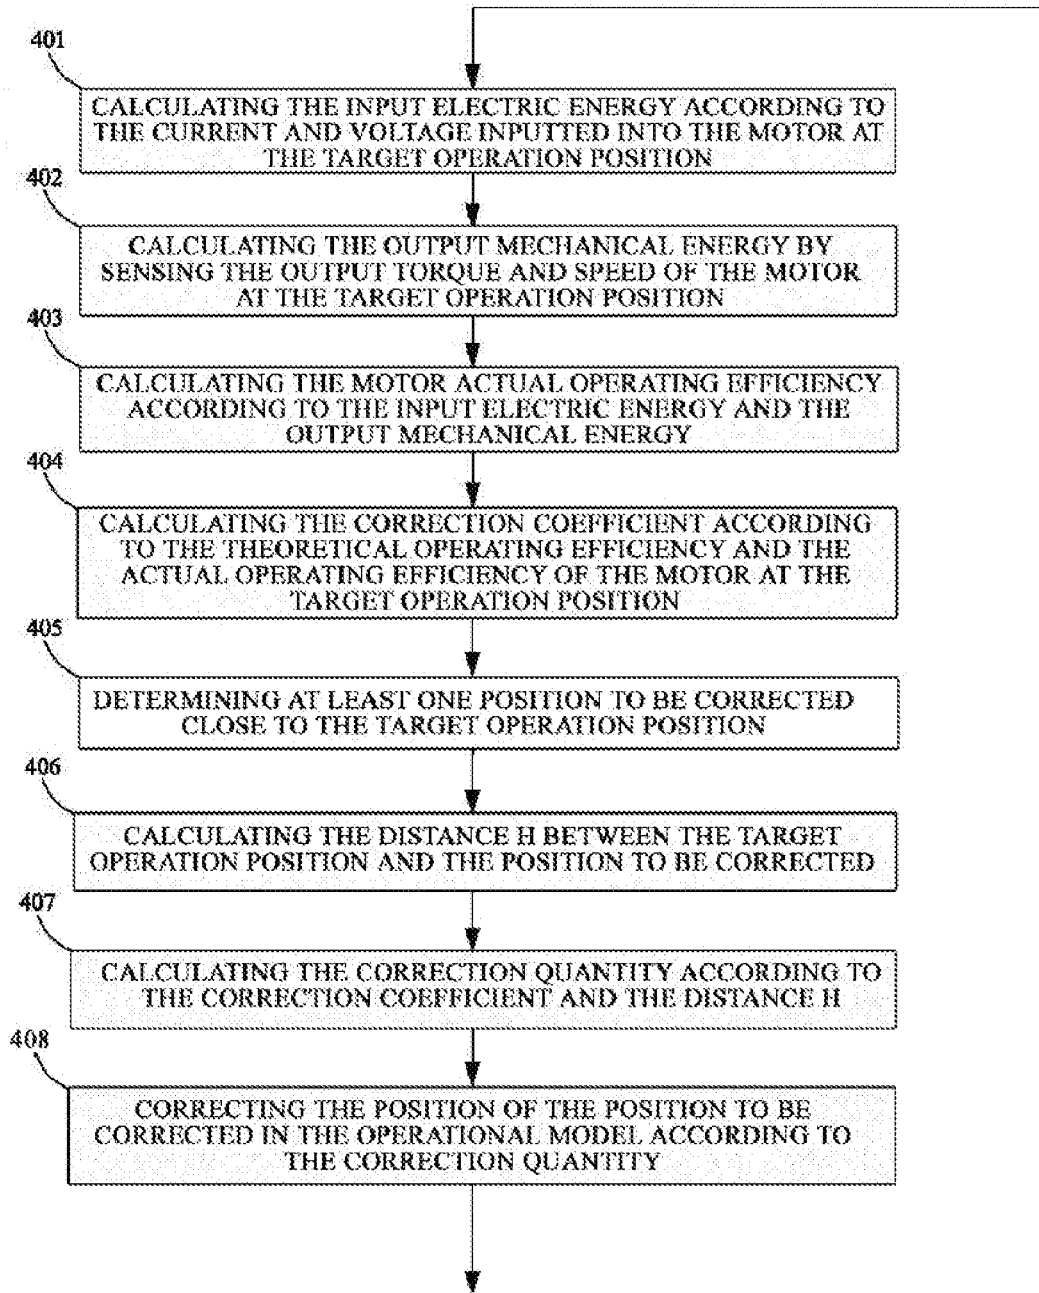 401
CALCULATING THE INPUT ELECTRIC ENERGY ACCORDING TO
THE CURRENT AND VOLTAGE INPUTTED INTO THE MOTOR AT
THE TARGET OPERATION POSITION
402
CALCULATING THE OUTPUT MECHANICAL ENERGY BY
SENSING THE OUTPUT TORQUE AND SPEED OF THE MOTOR
AT THE TARGET OPERATION POSITION
403
CALCULATING THE MOTOR ACTUAL OPERATING EFFICIENCY
ACCORDING TO THE INPUT ELECTRIC ENERGY AND THE
OUTPUT MECHANICAL ENERGY
404
CALCULATING THE CORRECTION COEFFICIENT ACCORDING
TO THE THEORETICAL OPERATING EFFICIENCY AND THE
ACTUAL OPERATING EFFICIENCY OF THE MOTOR AT THE
TARGET OPERATION POSITION
405
DETERMINING AT LEAST ONE POSITION TO BE CORRECTED
CLOSE TO THE TARGET OPERATION POSITION
406
CALCULATING THE DISTANCE H BETWEEN THE TARGET
OPERATION POSITION AND THE POSITION TO BE CORRECTED
407
CALCULATING THE CORRECTION QUANTITY ACCORDING TO
THE CORRECTION COEFFICIENT AND THE DISTANCE H
408
CORRECTING THE POSITION OF THE POSITION TO BE
CORRECTED IN THE OPERATIONAL MODEL ACCORDING TO
THE CORRECTION QUANTITY